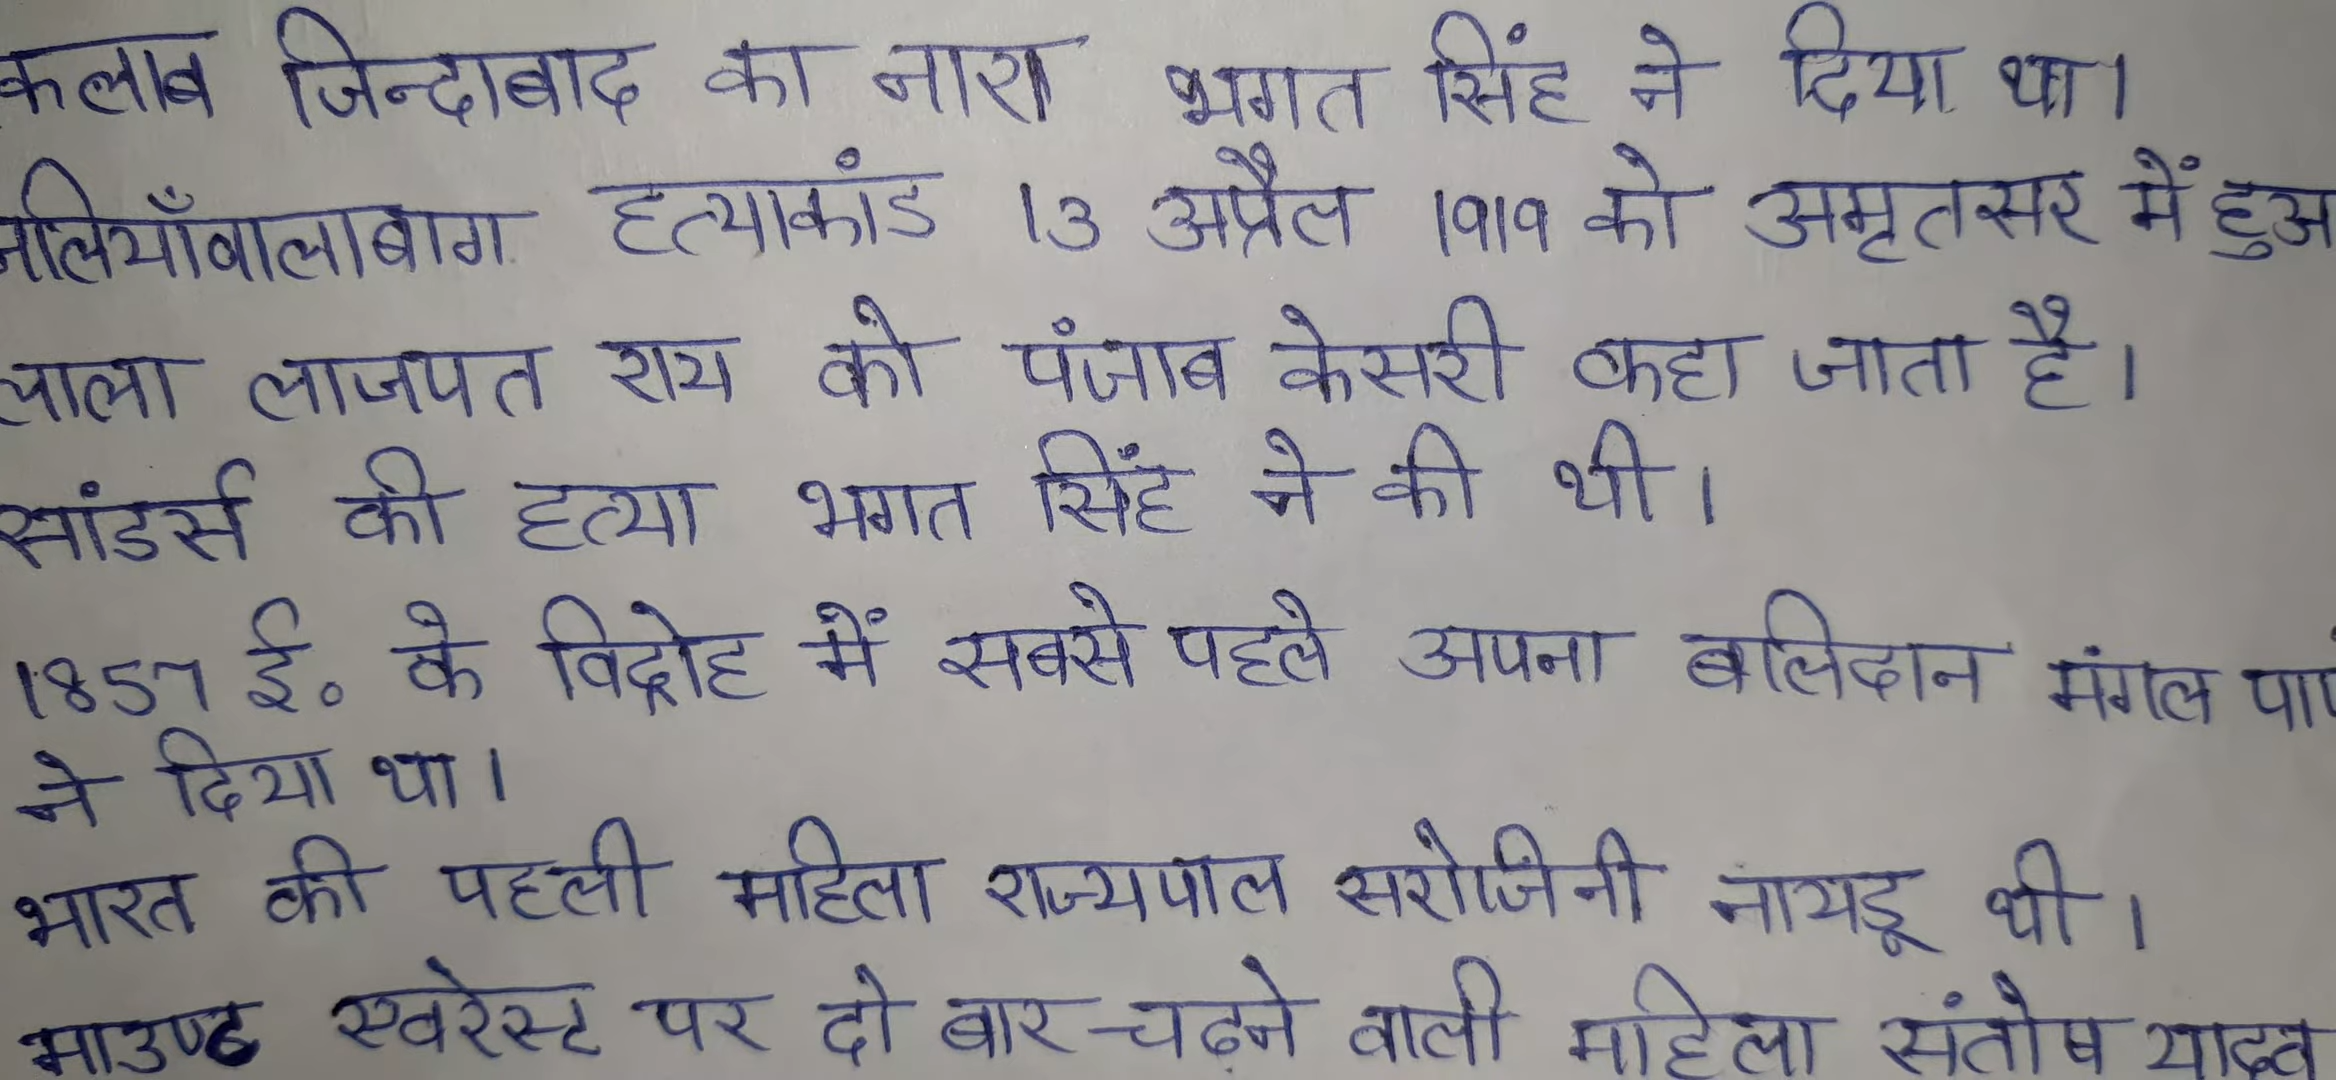 कलाब जिन्दाबाद का नारा भगत सिंह ने दिया था।
जलियाँवालाबाग हत्याकांड 13 अप्रैल 1919 को अमृतसर में हुअ
लाला लाजपत राय को पंजाब केसरी कहा जाता है।
सांडर्स की हत्या भगत सिंह ने की थी।
1857 ई० के विद्रोह में सबसे पहले अपना बलिदान मंगल पा
ने दिया था।
भारत की पहली महिला राज्यपाल सरोजिनी नायडू थी।
माउण्ट एवरेस्ट पर दो बार चढ़ने वाली महिला संतोष यादव